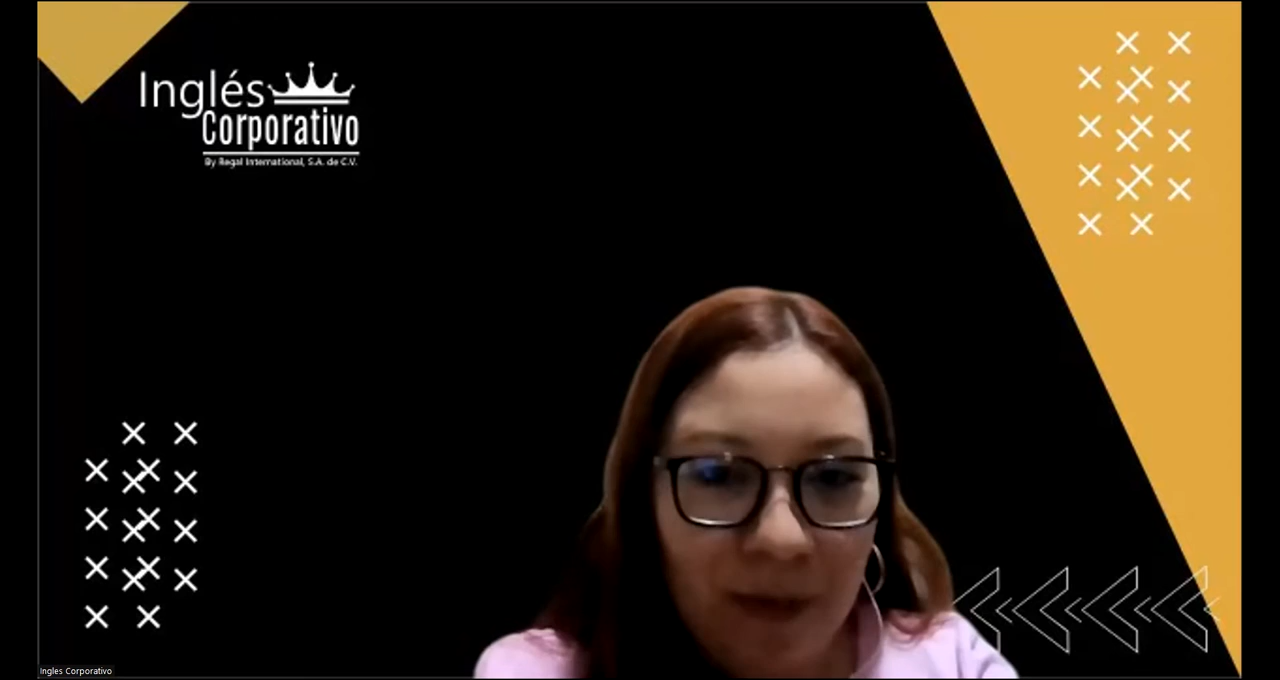 Inglés
Corporativo
By Regal International, S.A. de C.V.
Ingles Corporativo